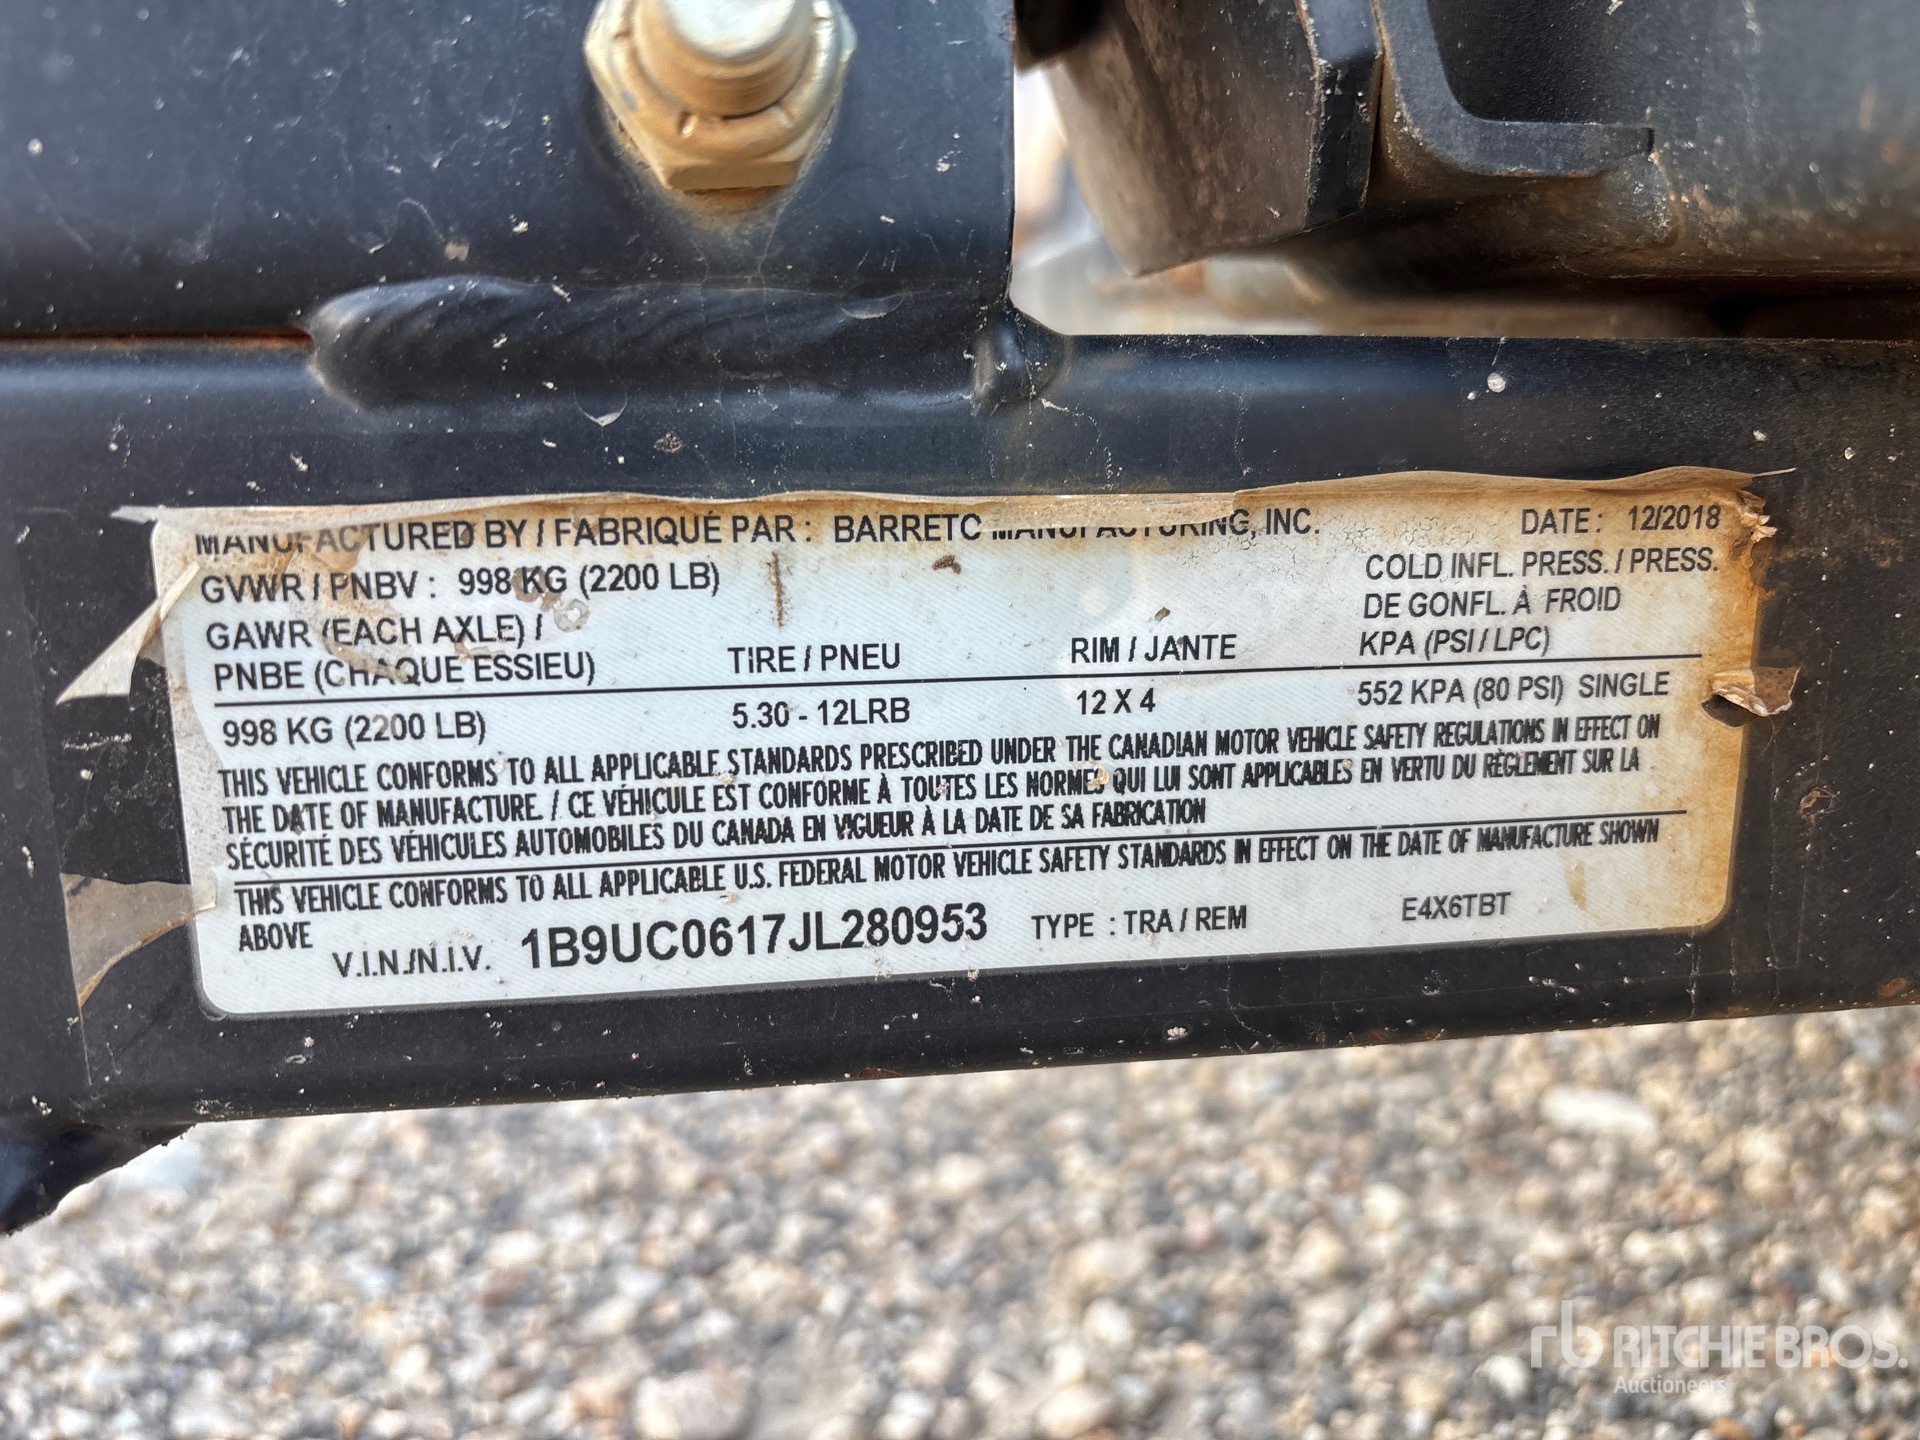 MANUFACTURED BY / FABRIQUÉ PAR : BARRETO MANUFACTURING, INC. DATE : 12/2018
GVWR / PNBV : 998 KG (2200 LB) COLD INFL. PRESS. / PRESS.
GAWR (EACH AXLE) / DE GONFL. À FROID
PNBE (CHAQUE ESSIEU) TIRE / PNEU RIM / JANTE KPA (PSI / LPC)
998 KG (2200 LB) 5.30 - 12LRB 12 X 4 552 KPA (80 PSI) SINGLE
THIS VEHICLE CONFORMS TO ALL APPLICABLE STANDARDS PRESCRIBED UNDER THE CANADIAN MOTOR VEHICLE SAFETY REGULATIONS IN EFFECT ON
THE DATE OF MANUFACTURE. / CE VÉHICULE EST CONFORME À TOUTES LES NORMES QUI LUI SONT APPLICABLES EN VERTU DU RÈGLEMENT SUR LA
SÉCURITÉ DES VÉHICULES AUTOMOBILES DU CANADA EN VIGUEUR À LA DATE DE SA FABRICATION
THIS VEHICLE CONFORMS TO ALL APPLICABLE U.S. FEDERAL MOTOR VEHICLE SAFETY STANDARDS IN EFFECT ON THE DATE OF MANUFACTURE SHOWN
ABOVE
V.I.N./N.I.V. 1B9UC0617JL280953 TYPE : TRA / REM E4X6TBT
rb RITCHIE BROS.
Auctioneers